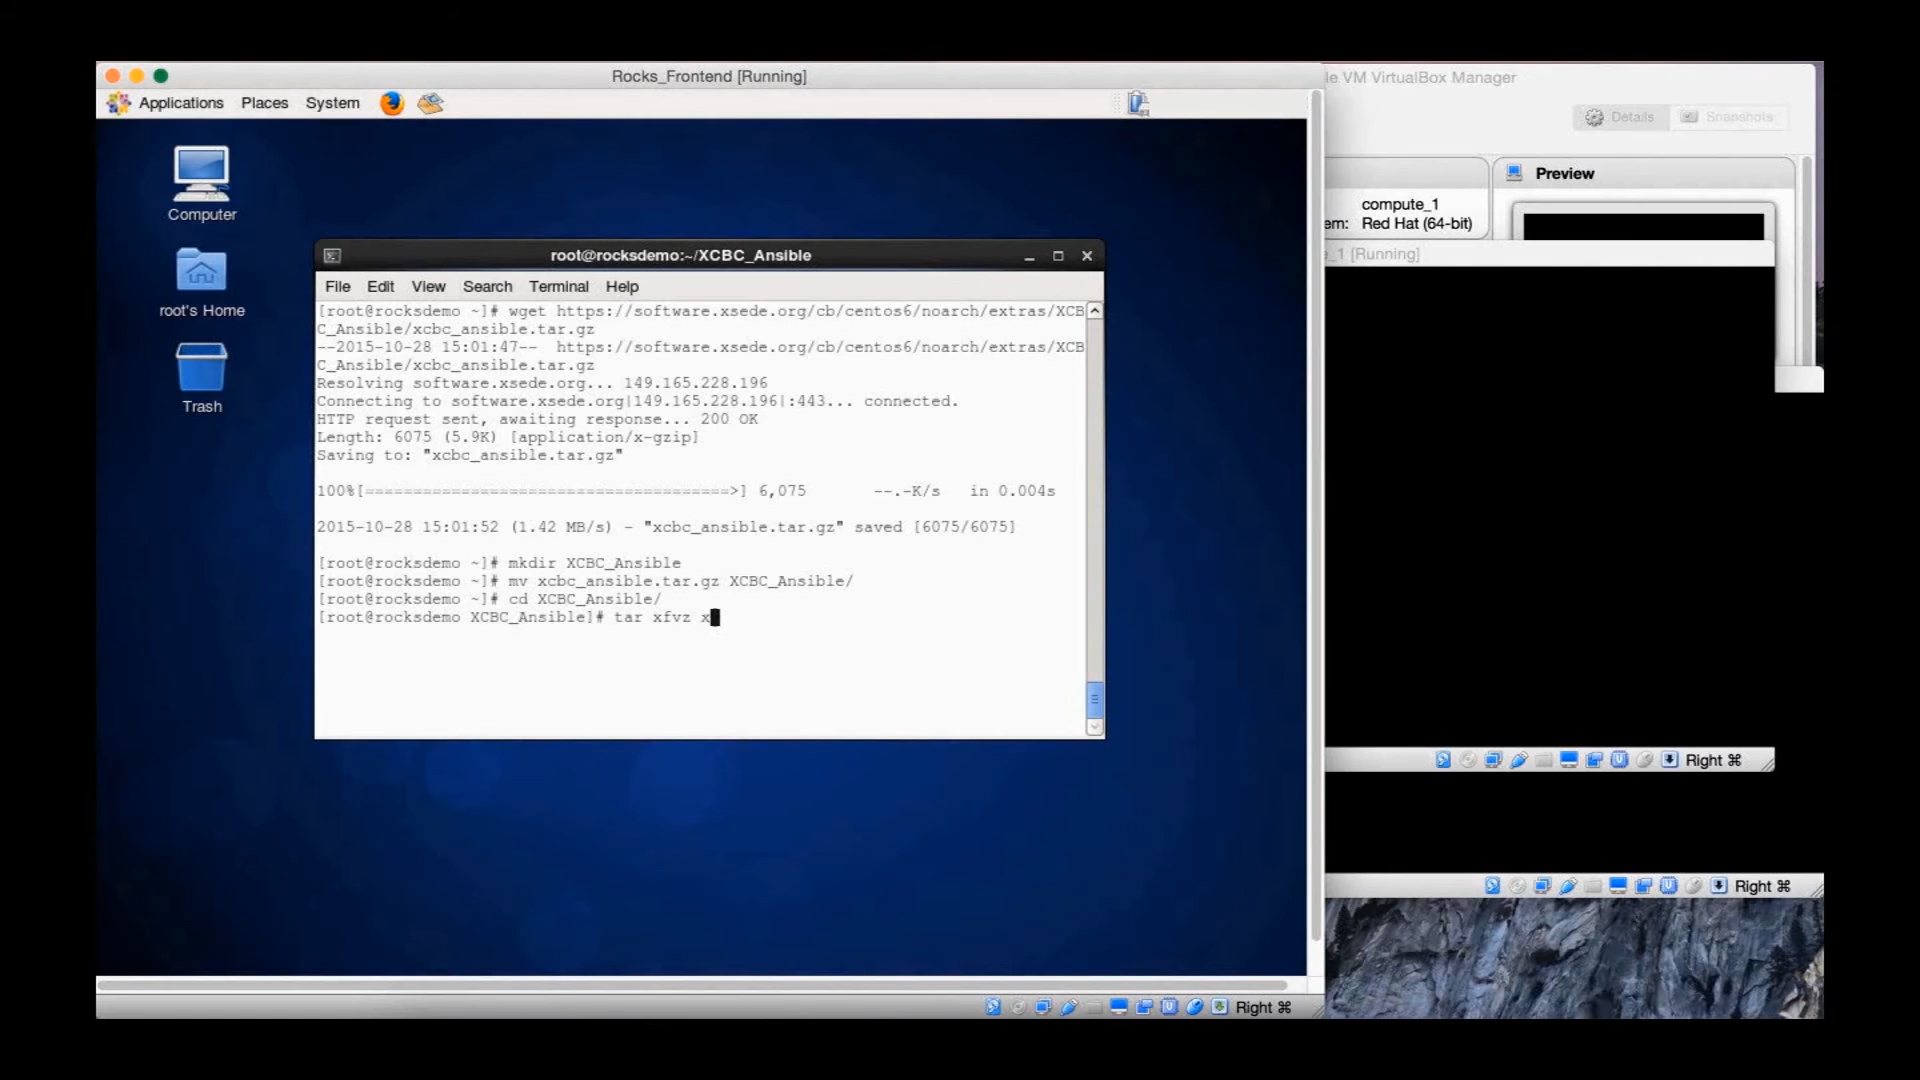 Rocks_Frontend [Running]
le VM VirtualBox Manager
Applications Places System
Details Snapshots
Preview
compute_1
em: Red Hat (64-bit)
_1 [Running]
Computer
root's Home
Trash
root@rocksdemo:~/XCBC_Ansible
File Edit View Search Terminal Help
[root@rocksdemo ~]# wget https://software.xsede.org/cb/centos6/noarch/extras/XCB
C_Ansible/xcbc_ansible.tar.gz
--2015-10-28 15:01:47-- https://software.xsede.org/cb/centos6/noarch/extras/XCB
C_Ansible/xcbc_ansible.tar.gz
Resolving software.xsede.org... 149.165.228.196
Connecting to software.xsede.org|149.165.228.196|:443... connected.
HTTP request sent, awaiting response... 200 OK
Length: 6075 (5.9K) [application/x-gzip]
Saving to: "xcbc_ansible.tar.gz"
100%[======================================>] 6,075 --.-K/s in 0.004s
2015-10-28 15:01:52 (1.42 MB/s) - "xcbc_ansible.tar.gz" saved [6075/6075]
[root@rocksdemo ~]# mkdir XCBC_Ansible
[root@rocksdemo ~]# mv xcbc_ansible.tar.gz XCBC_Ansible/
[root@rocksdemo ~]# cd XCBC_Ansible/
[root@rocksdemo XCBC_Ansible]# tar xfvz x
Right ⌘
Right ⌘
Right ⌘